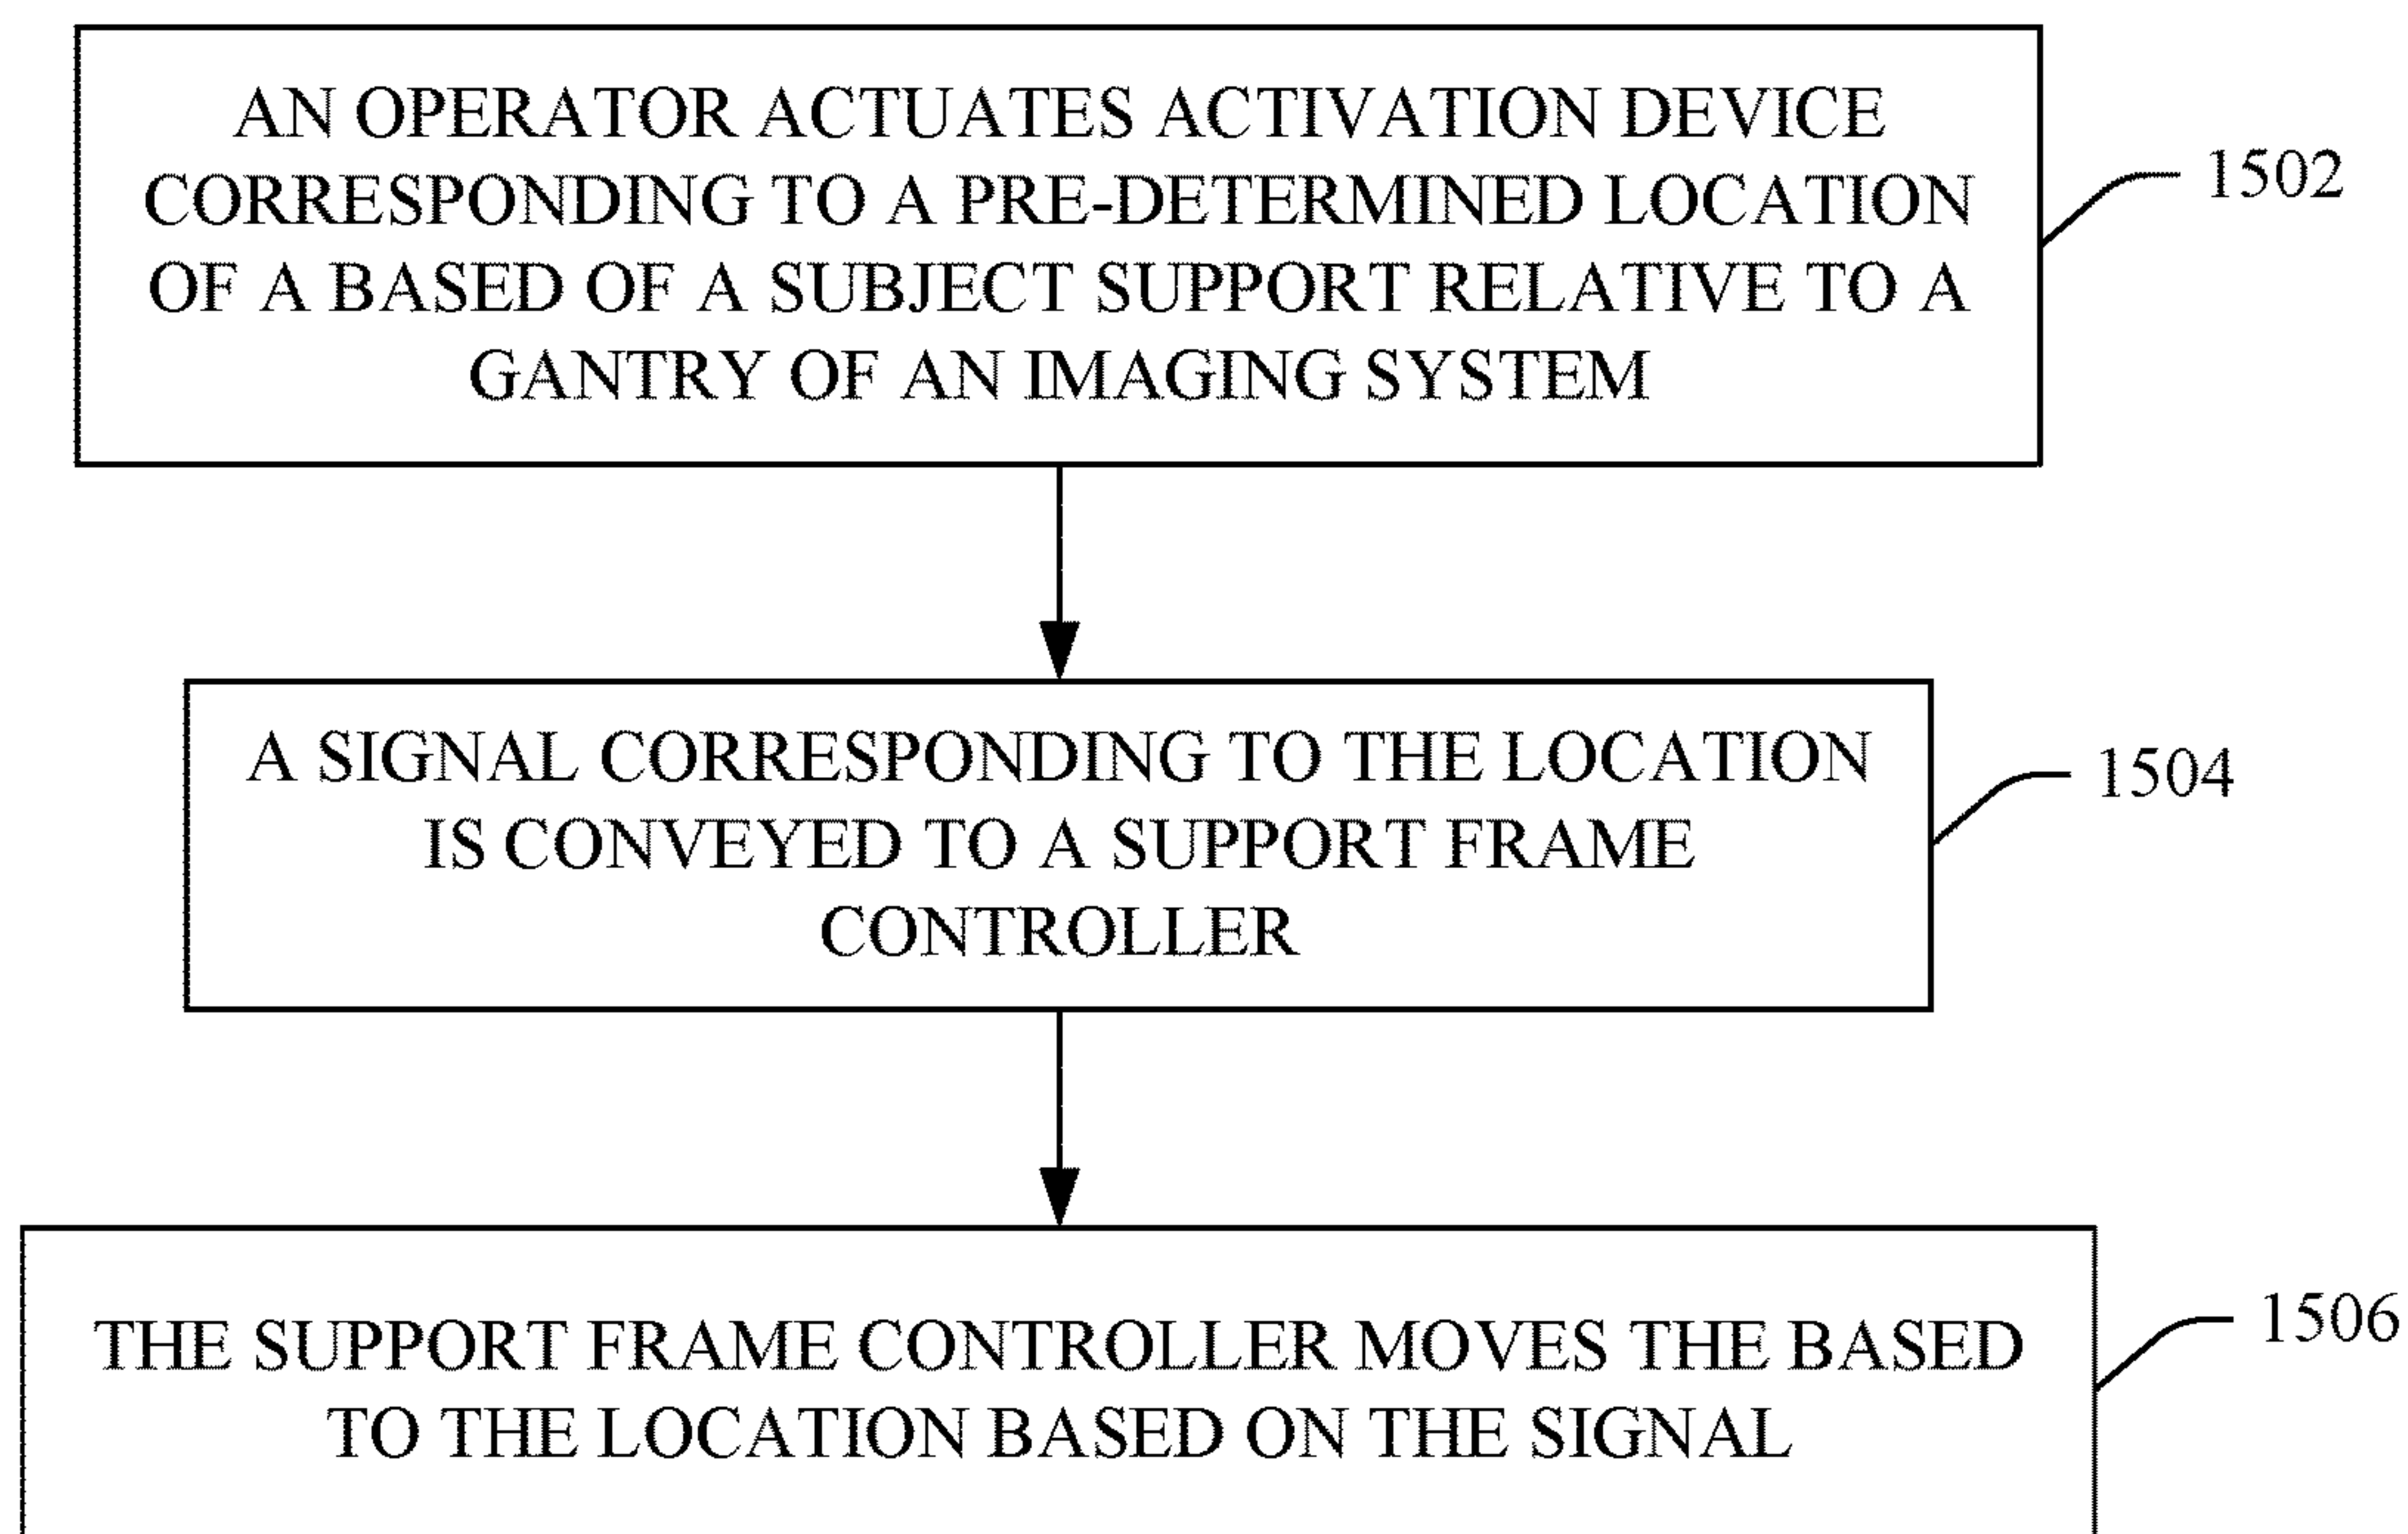 AN OPERATOR ACTUATES ACTIVATION DEVICE
CORRESPONDING TO A PRE-DETERMINED LOCATION
OF A BASED OF A SUBJECT SUPPORT RELATIVE TO A
GANTRY OF AN IMAGING SYSTEM
1502
A SIGNAL CORRESPONDING TO THE LOCATION
IS CONVEYED TO A SUPPORT FRAME
CONTROLLER
1504
THE SUPPORT FRAME CONTROLLER MOVES THE BASED
TO THE LOCATION BASED ON THE SIGNAL
1506